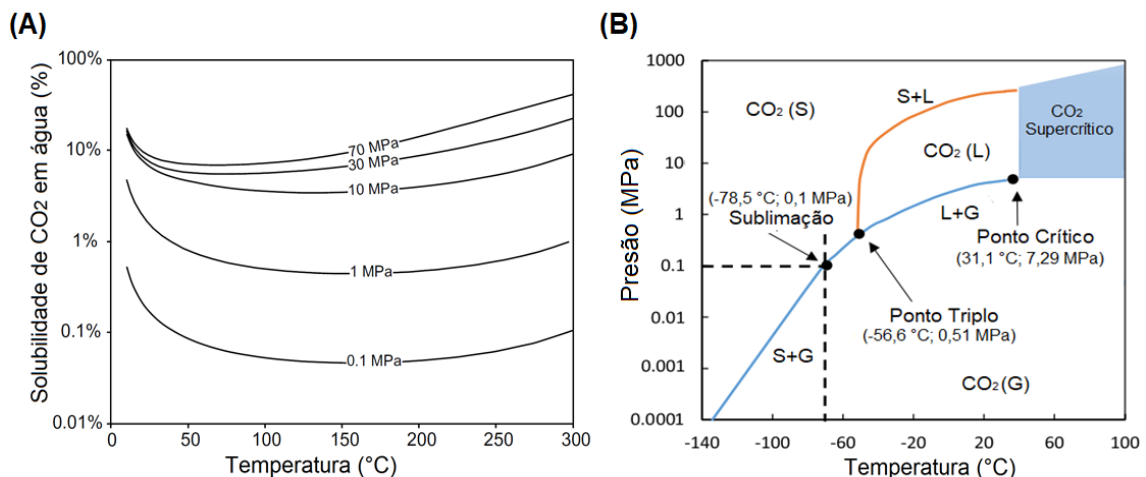 (A)
Solubilidade de CO2 em água (%)
100%
10%
1%
0.1%
0.01%
70 MPa
30 MPa
10 MPa
1 MPa
0.1 MPa
0
50
100
150
200
250
300
Temperatura (°C)
(B)
Presão (MPa)
1000
100
10
1
0.1
0.01
0.001
0.0001
CO2 (S)
S+L
CO2
Supercrítico
CO2 (L)
(-78,5 °C; 0,1 MPa)
Sublimação
L+G
Ponto Crítico
(31,1 °C; 7,29 MPa)
Ponto Triplo
(-56,6 °C; 0,51 MPa)
S+G
CO2 (G)
-140
-100
-60
-20
20
60
100
Temperatura (°C)